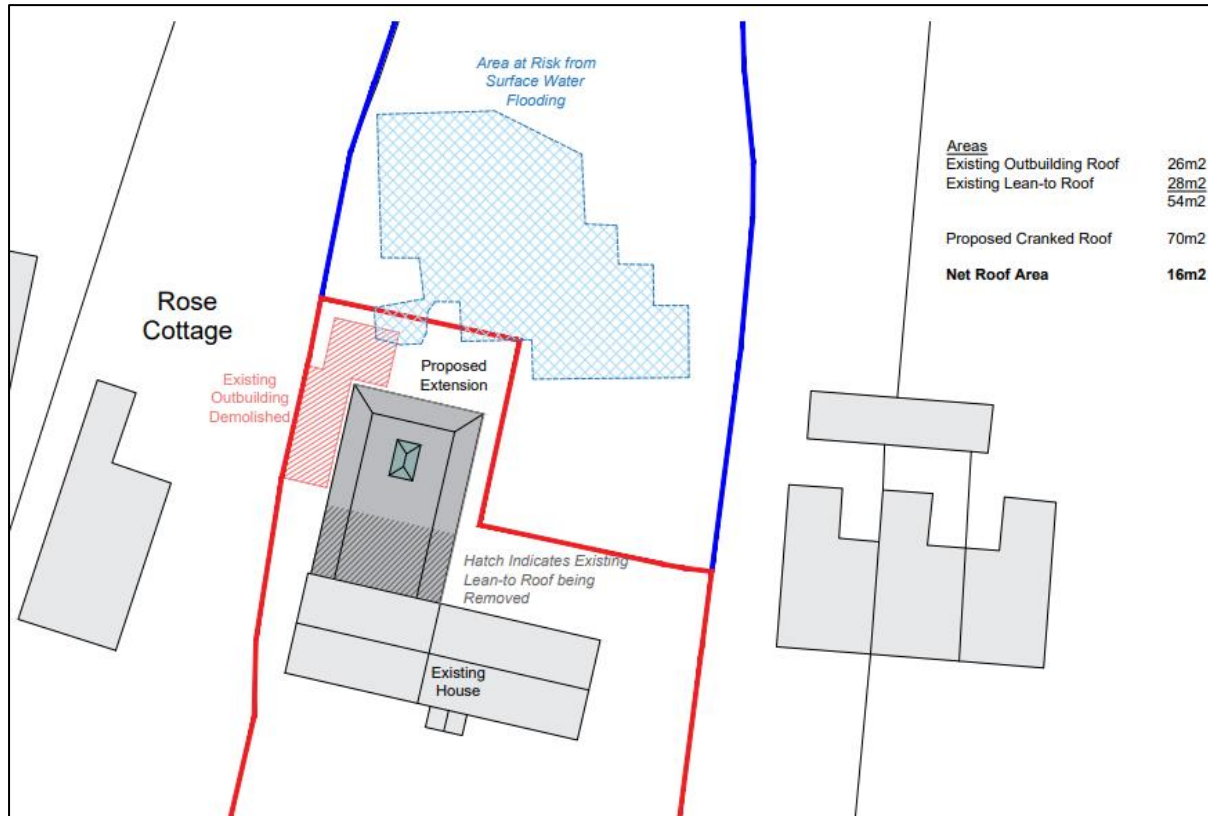 Area at Risk from
Surface Water
Flooding
Areas
Existing Outbuilding Roof 26m2
Existing Lean-to Roof 28m2
54m2
Proposed Cranked Roof 70m2
Net Roof Area 16m2
Rose
Cottage
Existing
Outbuilding
Demolished
Proposed
Extension
Hatch Indicates Existing
Lean-to Roof being
Removed
Existing
House